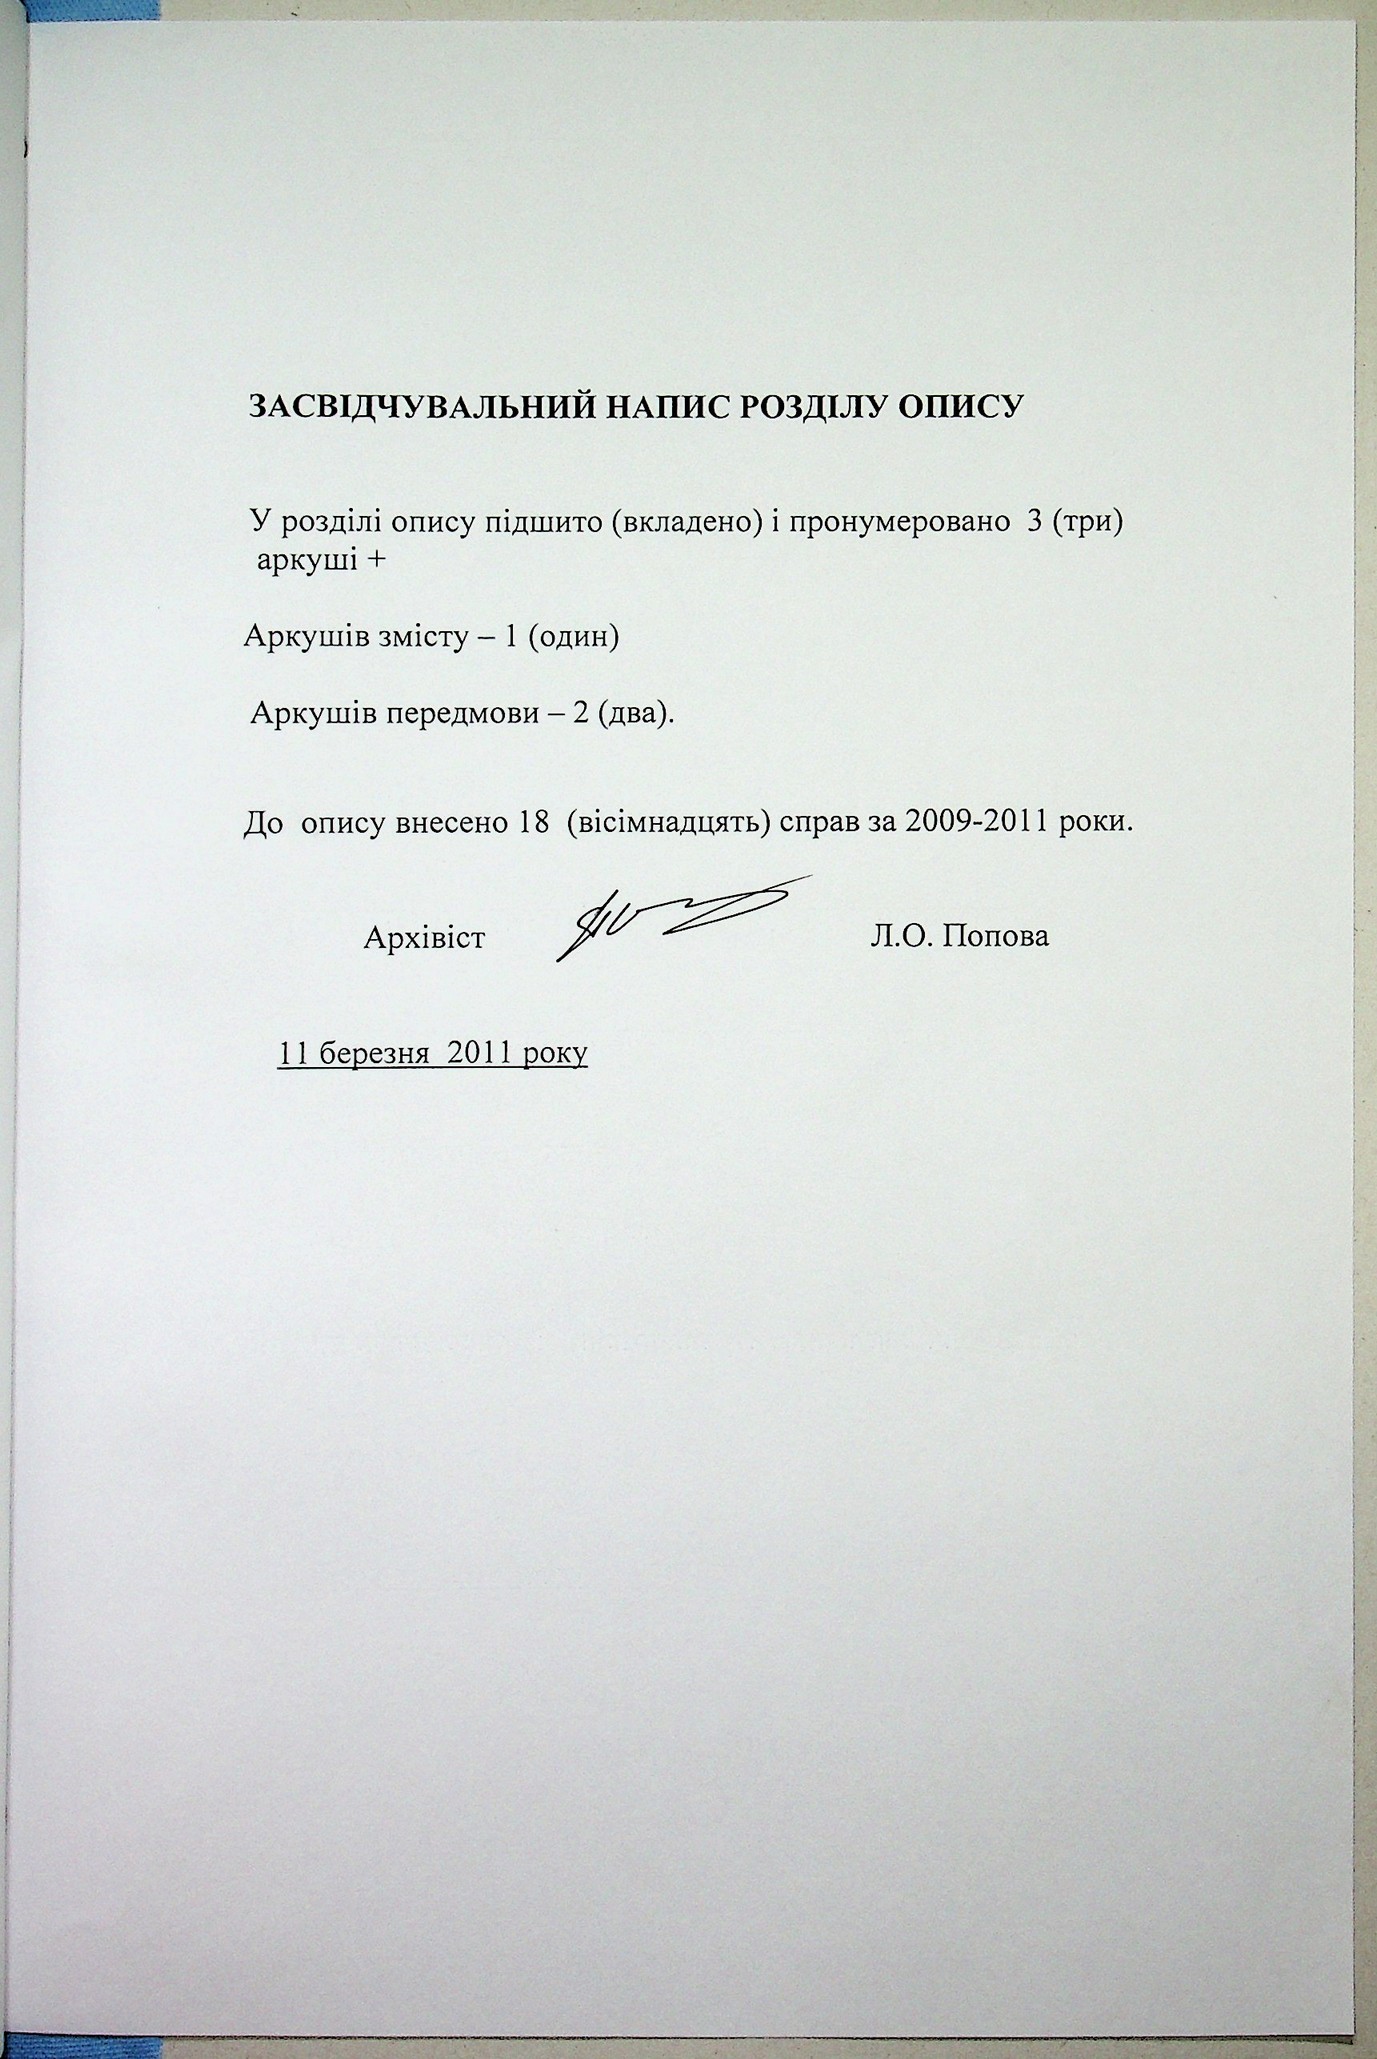 ЗАСВІДЧУВАЛЬНИЙ НАПИС РОЗДІЛУ ОПИСУ
У розділі опису підшито (вкладено) і пронумеровано 3 (три)
аркуші +
Аркушів змісту – 1 (один)
Аркушів передмови – 2 (два).
До опису внесено 18 (вісімнадцять) справ за 2009-2011 роки.
Архівіст Л.О. Попова
11 березня 2011 року